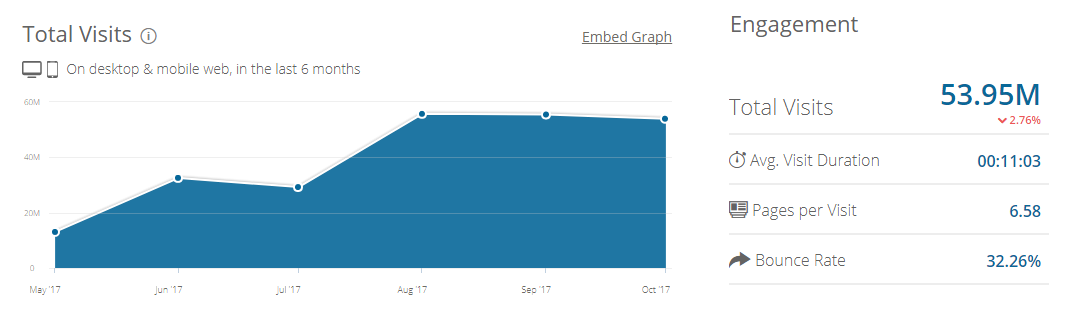 Total Visits
Embed Graph
On desktop & mobile web, in the last 6 months
60M
40M
20M
0
May '17
Jun '17
Jul '17
Aug '17
Sep '17
Oct '17
Engagement
Total Visits 53.95M
2.76%
Avg. Visit Duration 00:11:03
Pages per Visit 6.58
Bounce Rate 32.26%